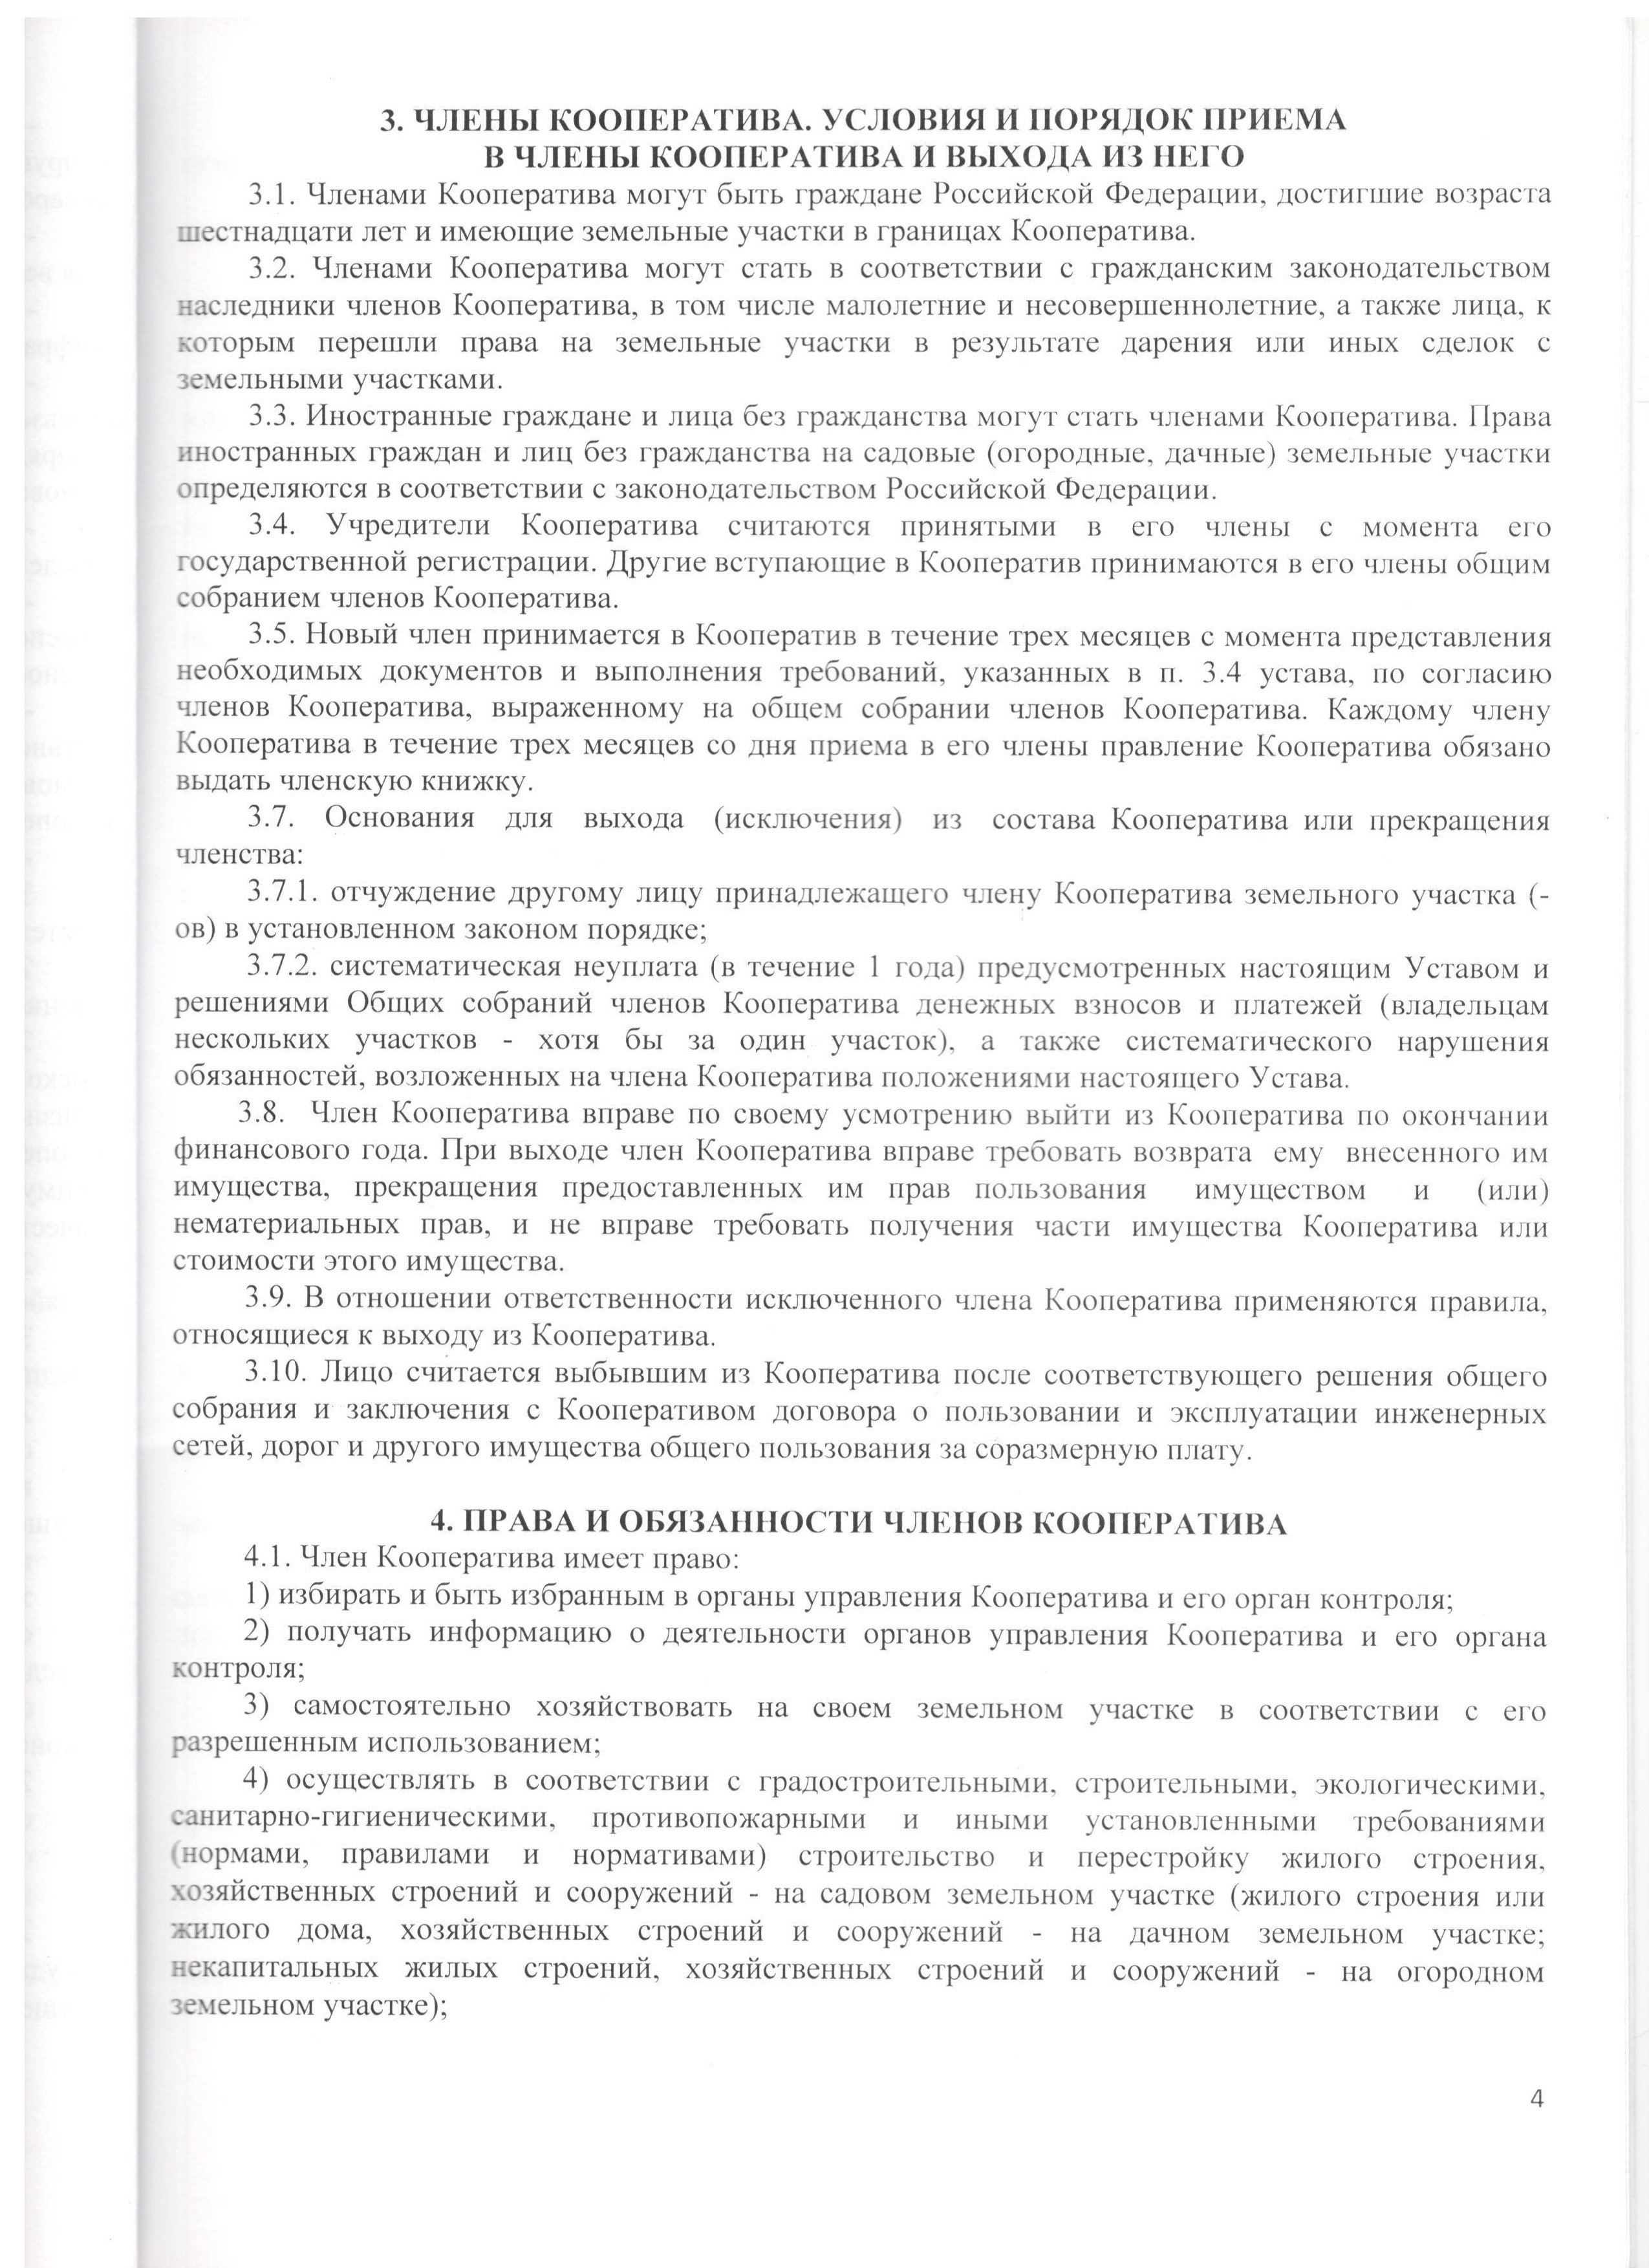 3. ЧЛЕНЫ КООПЕРАТИВА. УСЛОВИЯ И ПОРЯДОК ПРИЕМА
В ЧЛЕНЫ КООПЕРАТИВА И ВЫХОДА ИЗ НЕГО
3.1. Членами Кооператива могут быть граждане Российской Федерации, достигшие возраста
шестнадцати лет и имеющие земельные участки в границах Кооператива.
3.2. Членами Кооператива могут стать в соответствии с гражданским законодательством
наследники членов Кооператива, в том числе малолетние и несовершеннолетние, а также лица, к
которым перешли права на земельные участки в результате дарения или иных сделок с
земельными участками.
3.3. Иностранные граждане и лица без гражданства могут стать членами Кооператива. Права
иностранных граждан и лиц без гражданства на садовые (огородные, дачные) земельные участки
определяются в соответствии с законодательством Российской Федерации.
3.4. Учредители Кооператива считаются принятыми в его члены с момента его
государственной регистрации. Другие вступающие в Кооператив принимаются в его члены общим
собранием членов Кооператива.
3.5. Новый член принимается в Кооператив в течение трех месяцев с момента представления
необходимых документов и выполнения требований, указанных в п. 3.4 устава, по согласию
членов Кооператива, выраженному на общем собрании членов Кооператива. Каждому члену
Кооператива в течение трех месяцев со дня приема в его члены правление Кооператива обязано
выдать членскую книжку.
3.7. Основания для выхода (исключения) из состава Кооператива или прекращения
членства:
3.7.1. отчуждение другому лицу принадлежащего члену Кооператива земельного участка (-
ов) в установленном законом порядке;
3.7.2. систематическая неуплата (в течение 1 года) предусмотренных настоящим Уставом и
решениями Общих собраний членов Кооператива денежных взносов и платежей (владельцам
нескольких участков - хотя бы за один участок), а также систематического нарушения
обязанностей, возложенных на члена Кооператива положениями настоящего Устава.
3.8. Член Кооператива вправе по своему усмотрению выйти из Кооператива по окончании
финансового года. При выходе член Кооператива вправе требовать возврата ему внесенного им
имущества, прекращения предоставленных им прав пользования имуществом и (или)
нематериальных прав, и не вправе требовать получения части имущества Кооператива или
стоимости этого имущества.
3.9. В отношении ответственности исключенного члена Кооператива применяются правила,
относящиеся к выходу из Кооператива.
3.10. Лицо считается выбывшим из Кооператива после соответствующего решения общего
собрания и заключения с Кооперативом договора о пользовании и эксплуатации инженерных
сетей, дорог и другого имущества общего пользования за соразмерную плату.
4. ПРАВА И ОБЯЗАННОСТИ ЧЛЕНОВ КООПЕРАТИВА
4.1. Член Кооператива имеет право:
1) избирать и быть избранным в органы управления Кооператива и его орган контроля;
2) получать информацию о деятельности органов управления Кооператива и его органа
контроля;
3) самостоятельно хозяйствовать на своем земельном участке в соответствии с его
разрешенным использованием;
4) осуществлять в соответствии с градостроительными, строительными, экологическими,
санитарно-гигиеническими, противопожарными и иными установленными требованиями
(нормами, правилами и нормативами) строительство и перестройку жилого строения,
хозяйственных строений и сооружений - на садовом земельном участке (жилого строения или
жилого дома, хозяйственных строений и сооружений - на дачном земельном участке;
некапитальных жилых строений, хозяйственных строений и сооружений - на огородном
земельном участке);
4